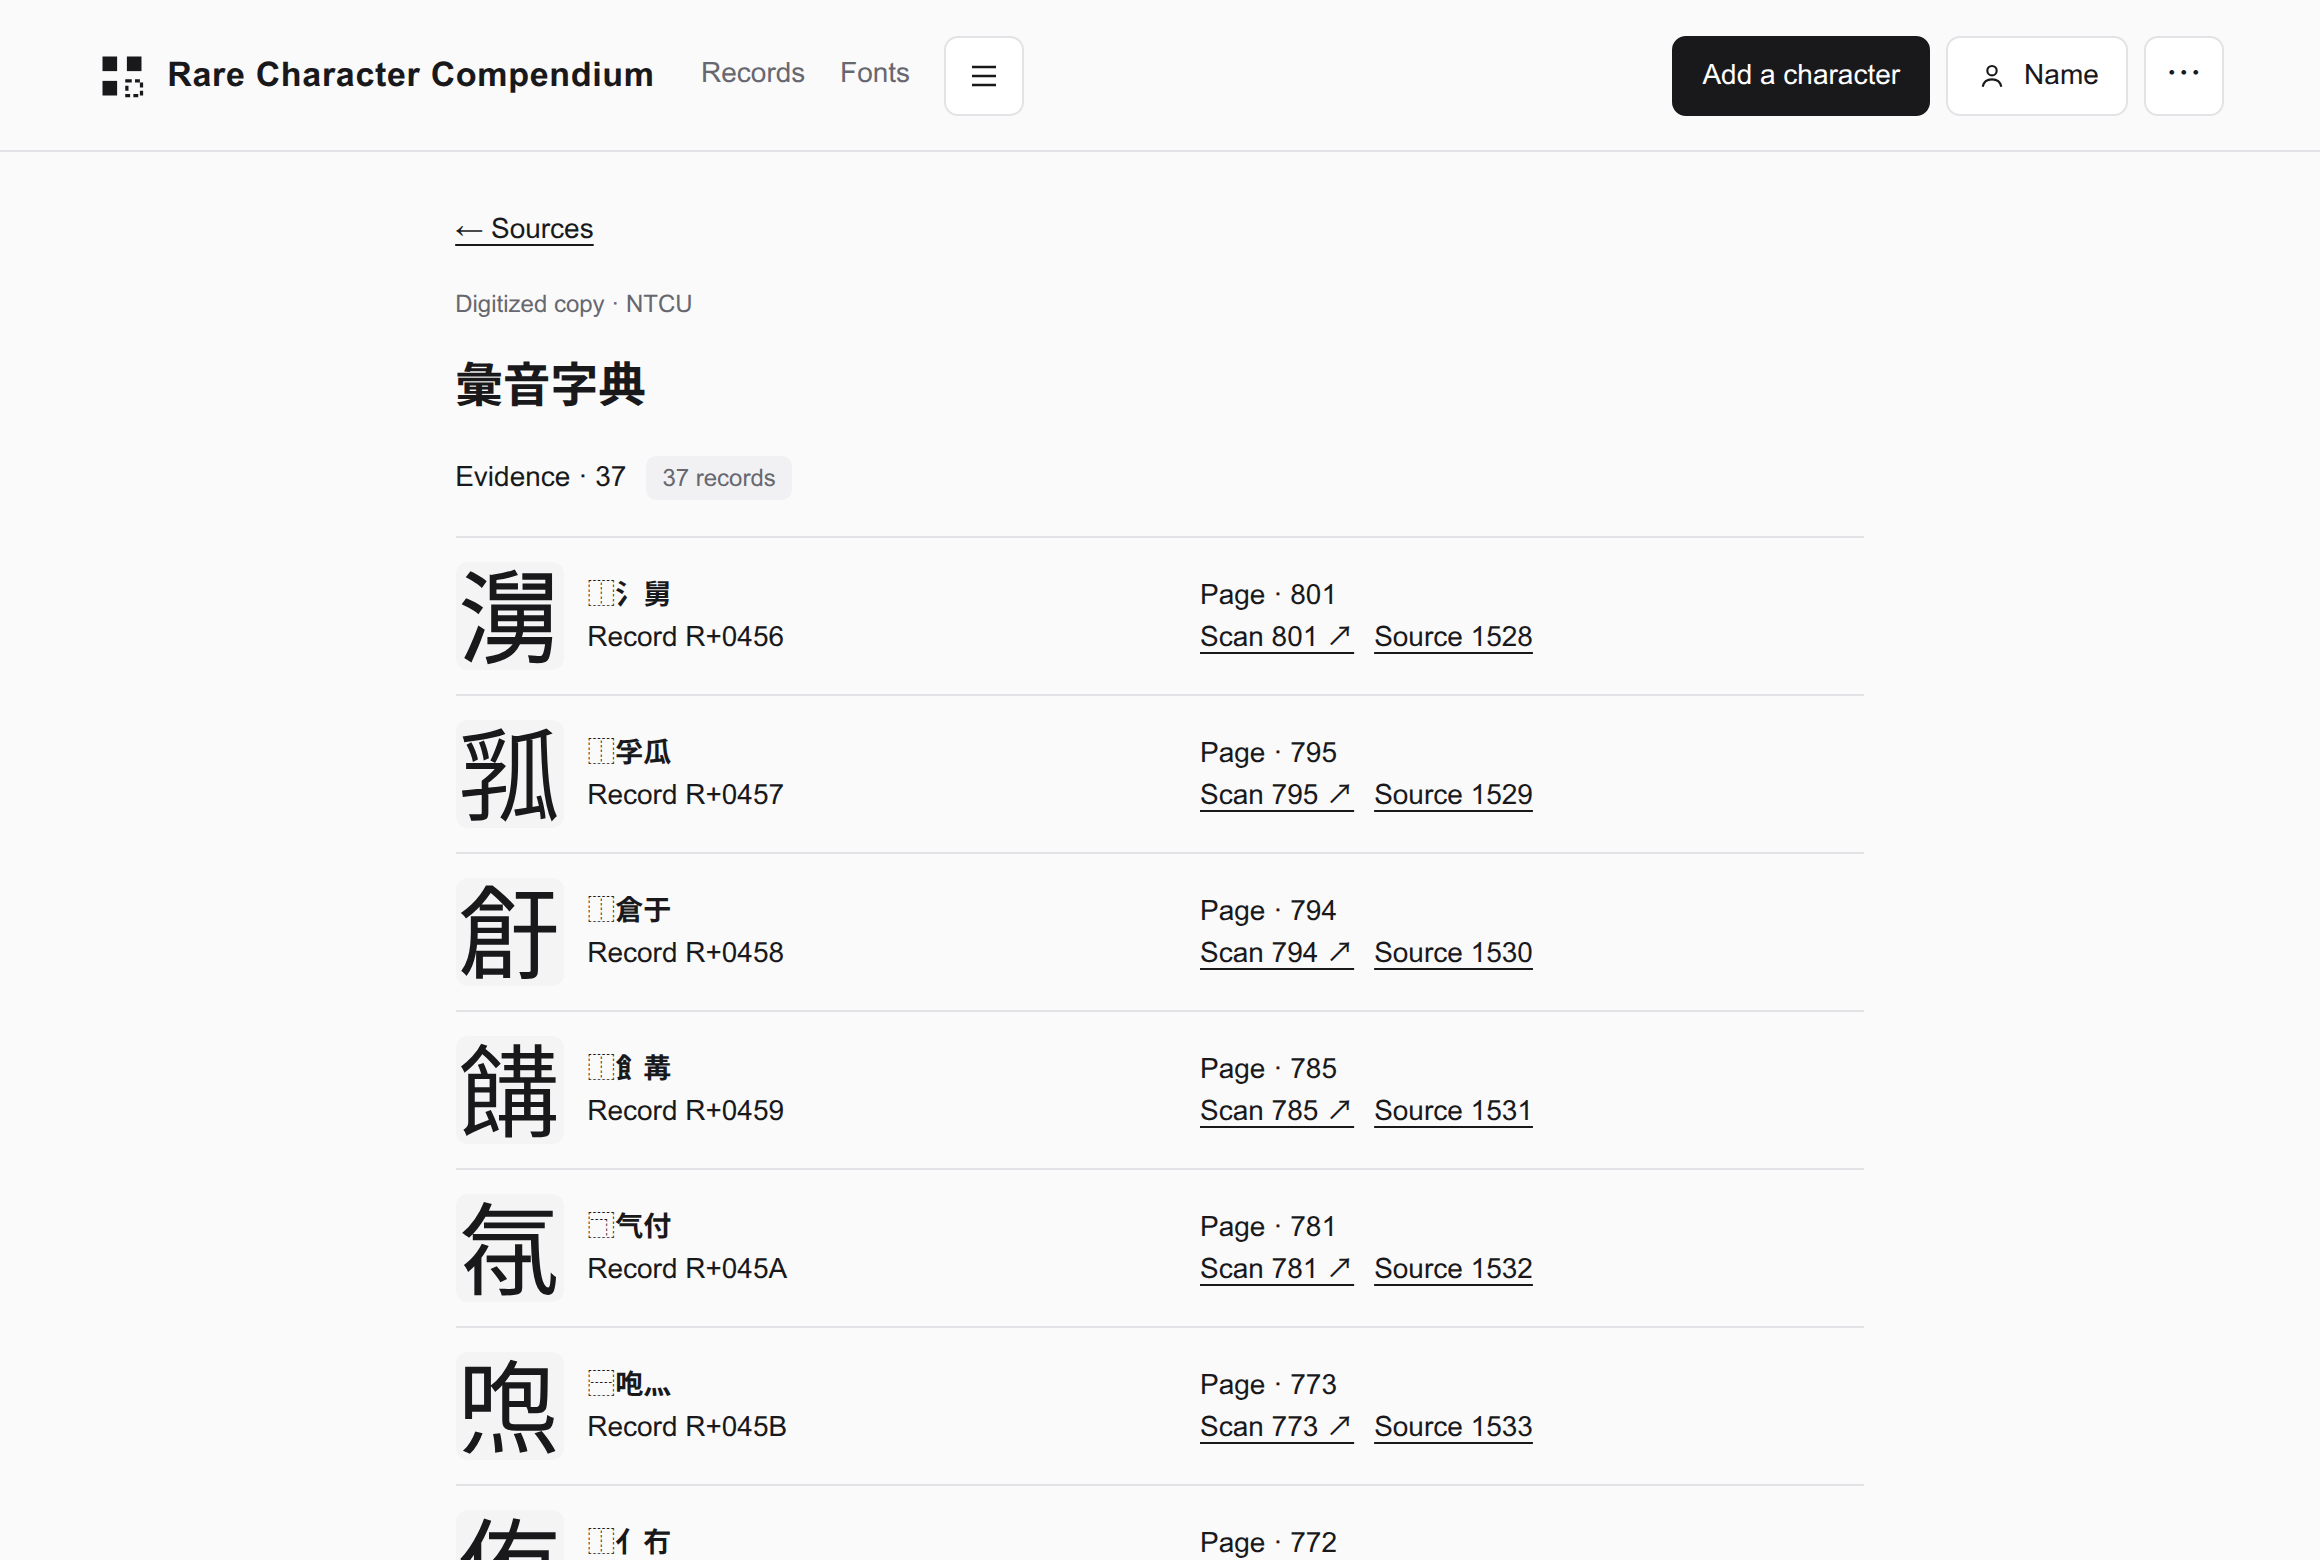 Rare Character Compendium Records Fonts Add a character Name ···
← Sources
Digitized copy · NTCU
彙音字典
Evidence · 37 37 records
⿰氵舅
Record R+0456
Page · 801
Scan 801 ↗ Source 1528
⿰孚瓜
Record R+0457
Page · 795
Scan 795 ↗ Source 1529
⿰倉于
Record R+0458
Page · 794
Scan 794 ↗ Source 1530
⿰飠冓
Record R+0459
Page · 785
Scan 785 ↗ Source 1531
⿹气付
Record R+045A
Page · 781
Scan 781 ↗ Source 1532
⿱咆灬
Record R+045B
Page · 773
Scan 773 ↗ Source 1533
⿰亻冇
Page · 772